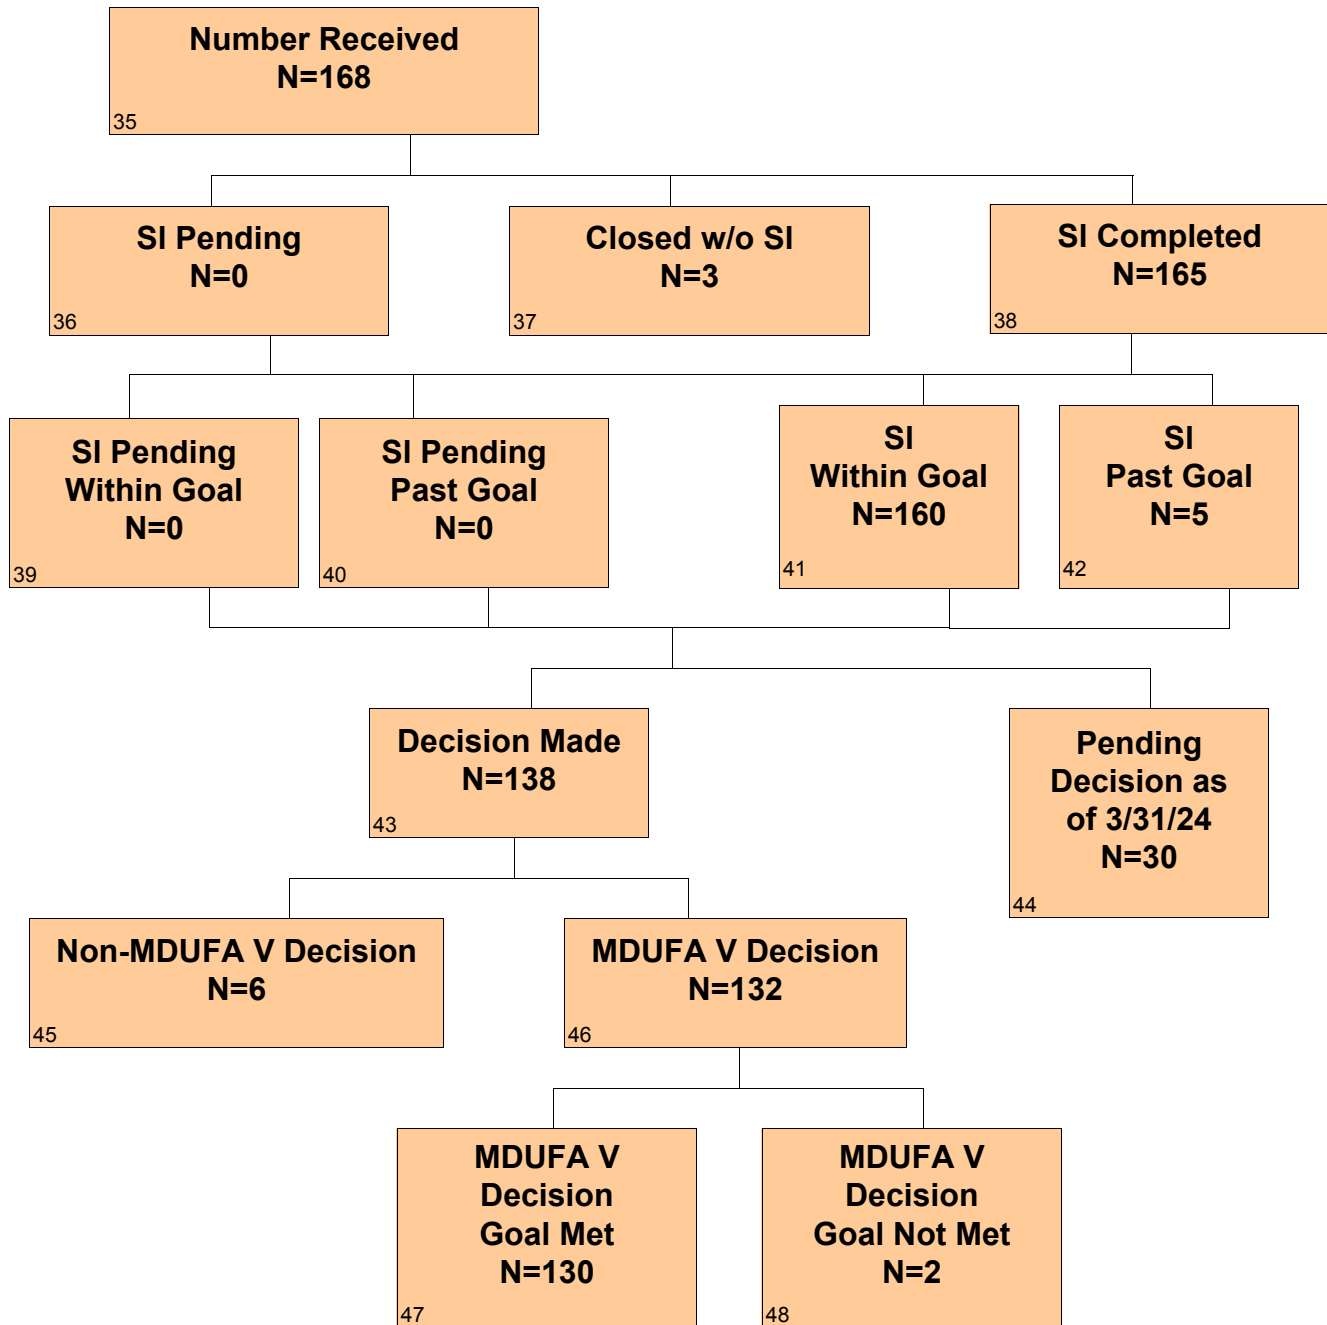 Number Received
N=168
35
SI Pending
N=0
36
Closed w/o SI
N=3
37
SI Completed
N=165
38
SI Pending
Within Goal
N=0
39
SI Pending
Past Goal
N=0
40
SI
Within Goal
N=160
41
SI
Past Goal
N=5
42
Decision Made
N=138
43
Pending
Decision as
of 3/31/24
N=30
44
Non-MDUFA V Decision
N=6
45
MDUFA V Decision
N=132
46
MDUFA V
Decision
Goal Met
N=130
47
MDUFA V
Decision
Goal Not Met
N=2
48